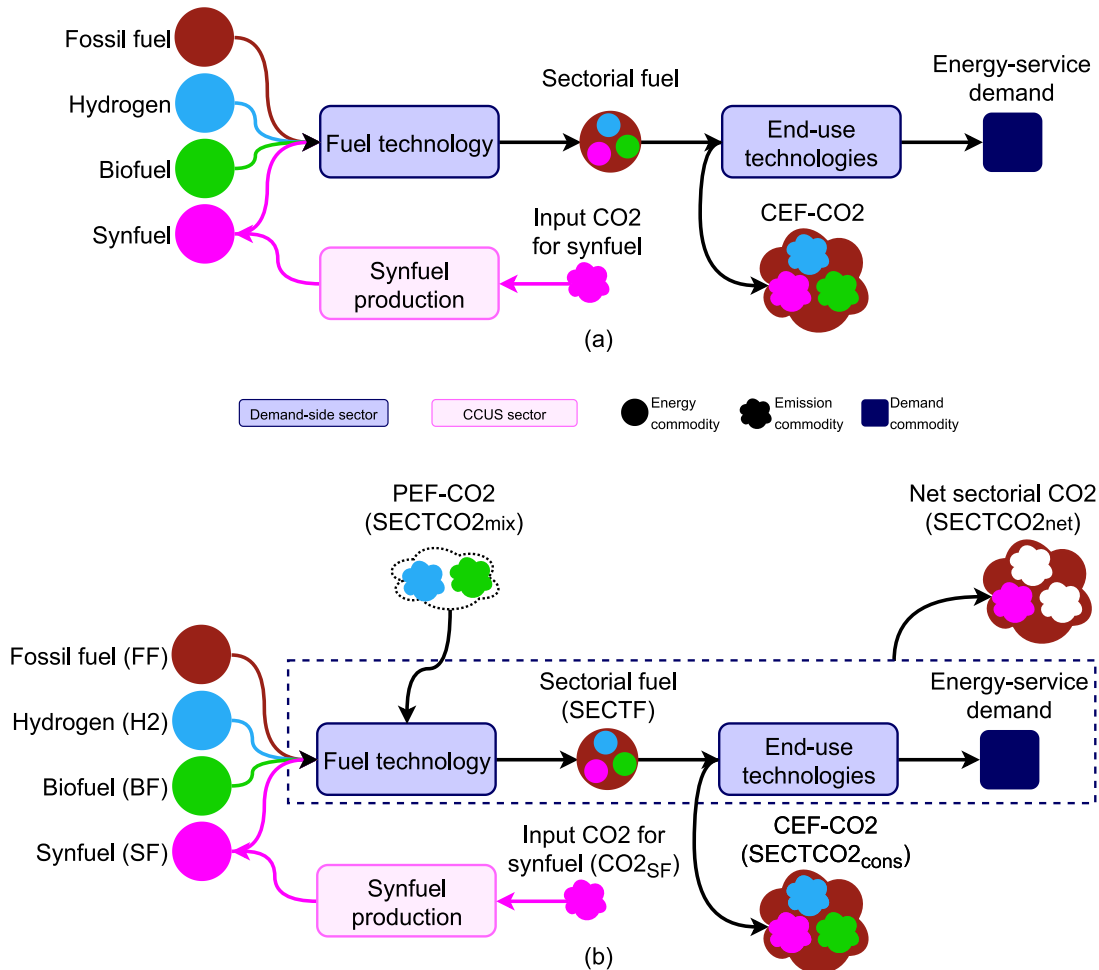 Fossil fuel
Hydrogen
Biofuel
Synfuel
Fuel technology
Sectorial fuel
End-use
technologies
Energy-service
demand
Synfuel
production
Input CO2
for synfuel
CEF-CO2
(a)
Demand-side sector
CCUS sector
Energy
commodity
Emission
commodity
Demand
commodity
PEF-CO2
(SECTCO2mix)
Net sectorial CO2
(SECTCO2net)
Fossil fuel (FF)
Hydrogen (H2)
Biofuel (BF)
Synfuel (SF)
Fuel technology
Sectorial fuel
(SECTF)
End-use
technologies
Energy-service
demand
Synfuel
production
Input CO2 for
synfuel (CO2SF)
CEF-CO2
(SECTCO2cons)
(b)